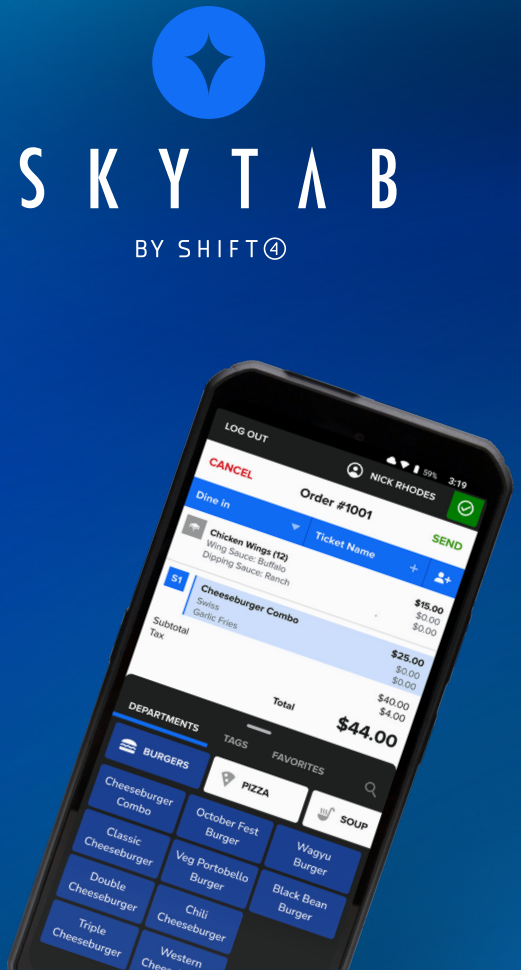 SKYTAB
BY SHIFT4
LOG OUT
59% 3:19
NICK RHODES
CANCEL
Order #1001
SEND
Dine in
Ticket Name +
Chicken Wings (12) $15.00
Wing Sauce: Buffalo $0.00
Dipping Sauce: Ranch $0.00
S1
Cheeseburger Combo $25.00
Swiss $0.00
Garlic Fries $0.00
Subtotal $40.00
Tax $4.00
Total $44.00
DEPARTMENTS TAGS FAVORITES
BURGERS PIZZA SOUP
Cheeseburger
Combo
October Fest
Burger
Wagyu
Burger
Classic
Cheeseburger
Veg Portobello
Burger
Black Bean
Burger
Double
Cheeseburger
Chili
Cheeseburger
Triple
Cheeseburger
Western